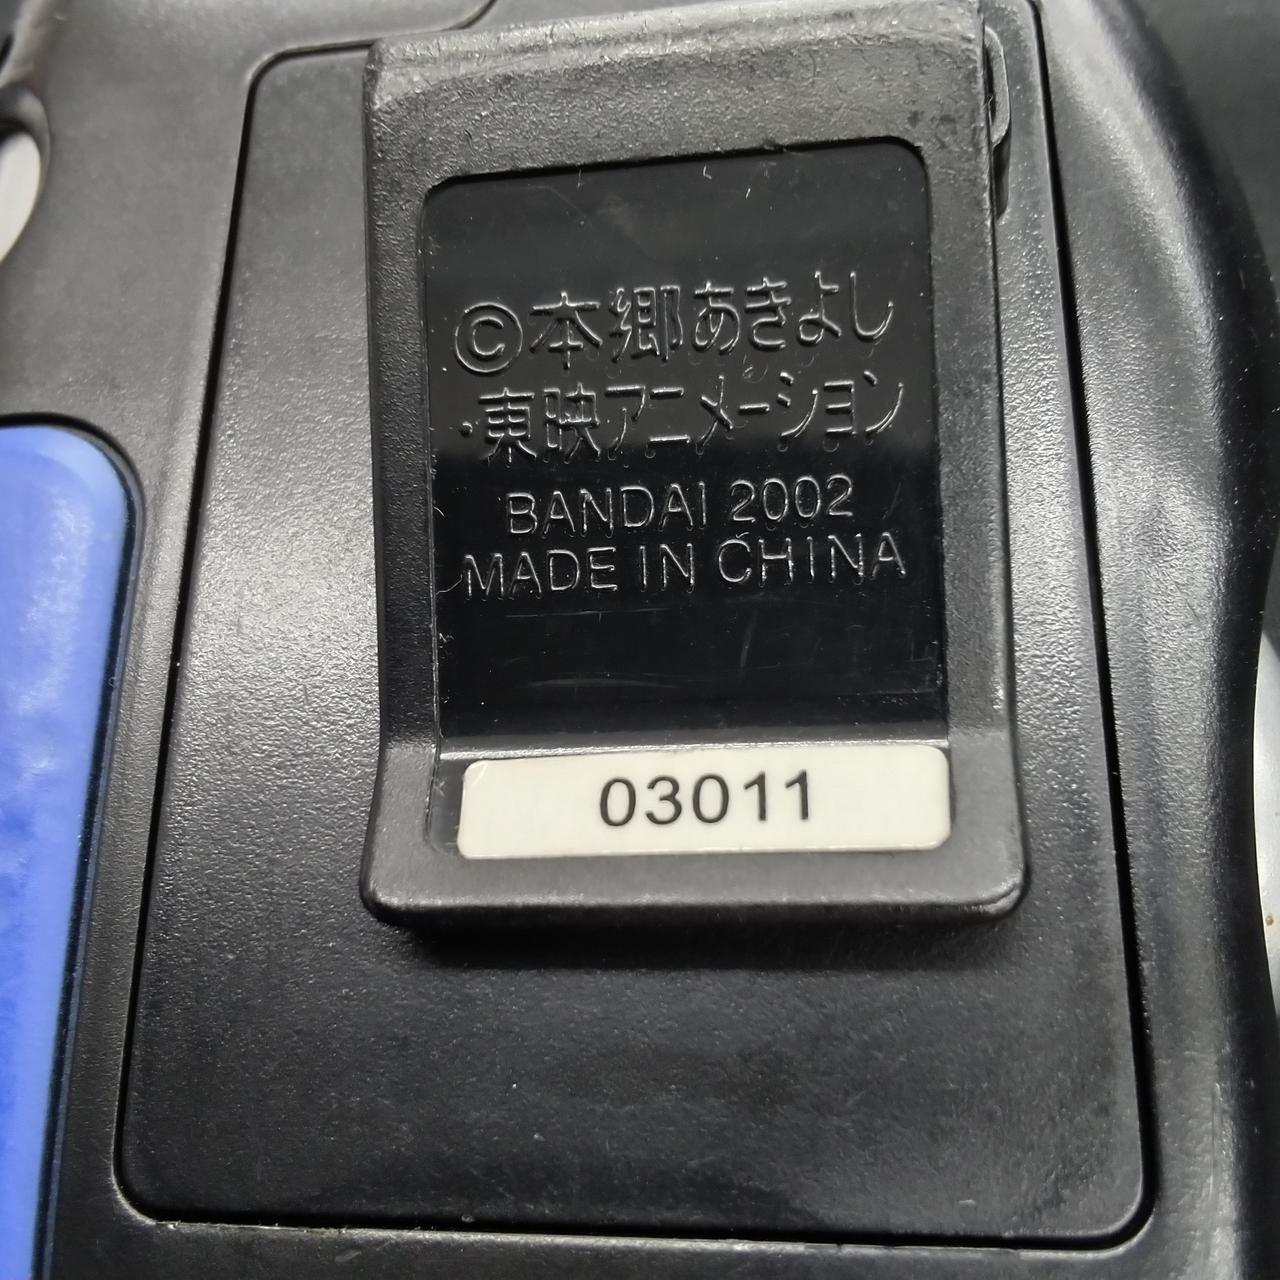 ©本郷あきよし
・東映アニメーション
BANDAI 2002
MADE IN CHINA
03011